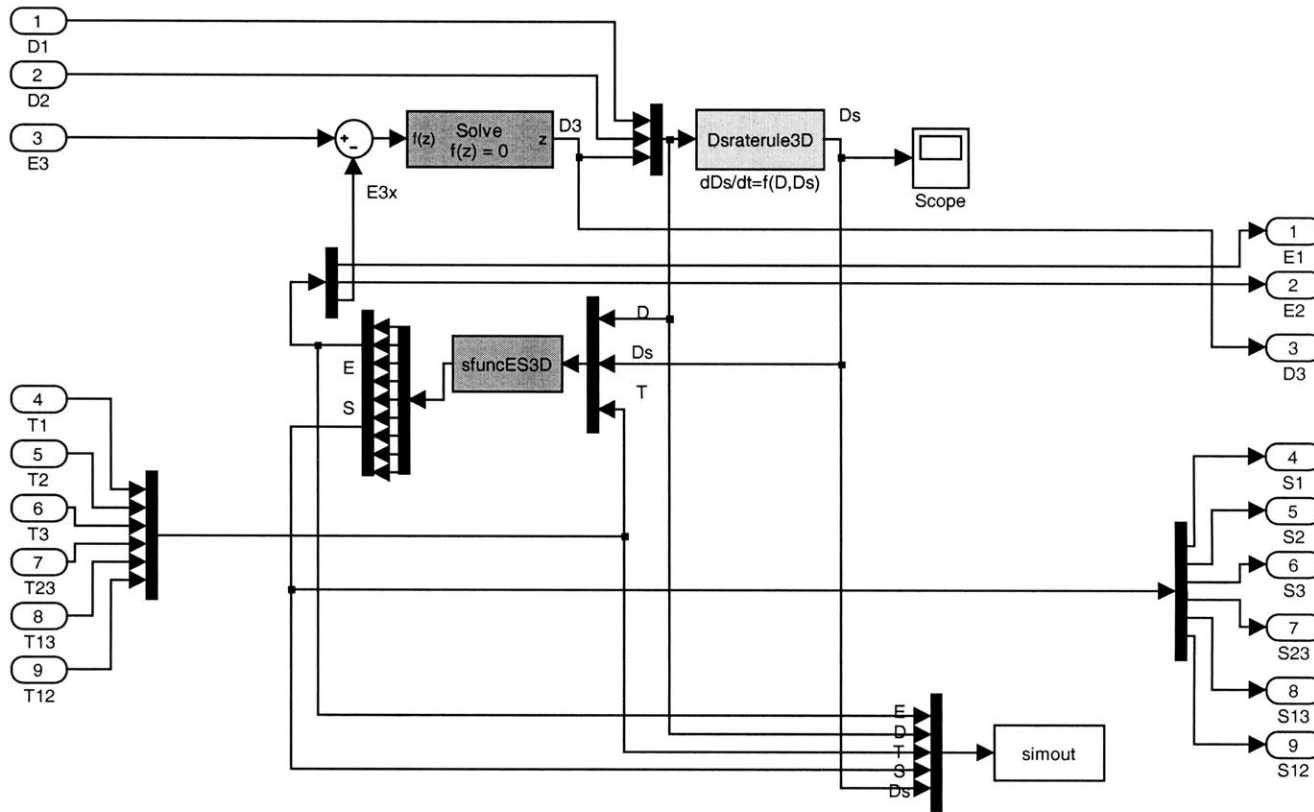 1
D1
2
D2
3
E3
+
−
E3x
f(z)
Solve
f(z) = 0
z
D3
Dsraterule3D
dDs/dt=f(D,Ds)
Ds
Scope
1
E1
2
E2
3
D3
E
S
sfuncES3D
D
Ds
T
4
T1
5
T2
6
T3
7
T23
8
T13
9
T12
4
S1
5
S2
6
S3
7
S23
8
S13
9
S12
E
D
T
S
Ds
simout